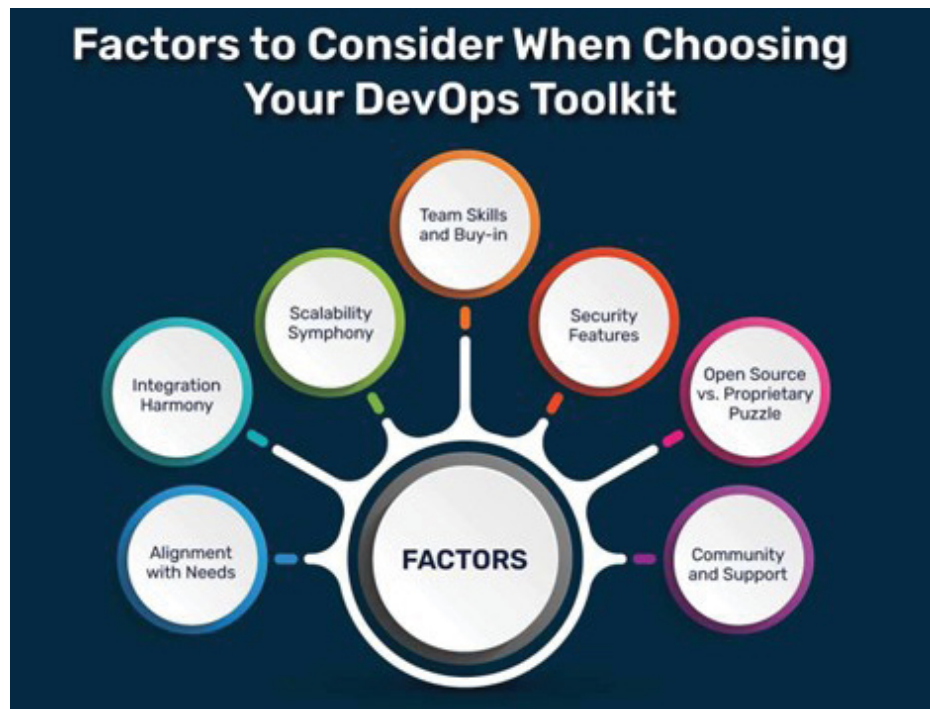 Factors to Consider When Choosing
Your DevOps Toolkit
Team Skills
and Buy-in
Scalability
Symphony
Security
Features
Integration
Harmony
Open Source
vs. Proprietary
Puzzle
Alignment
with Needs
FACTORS
Community
and Support